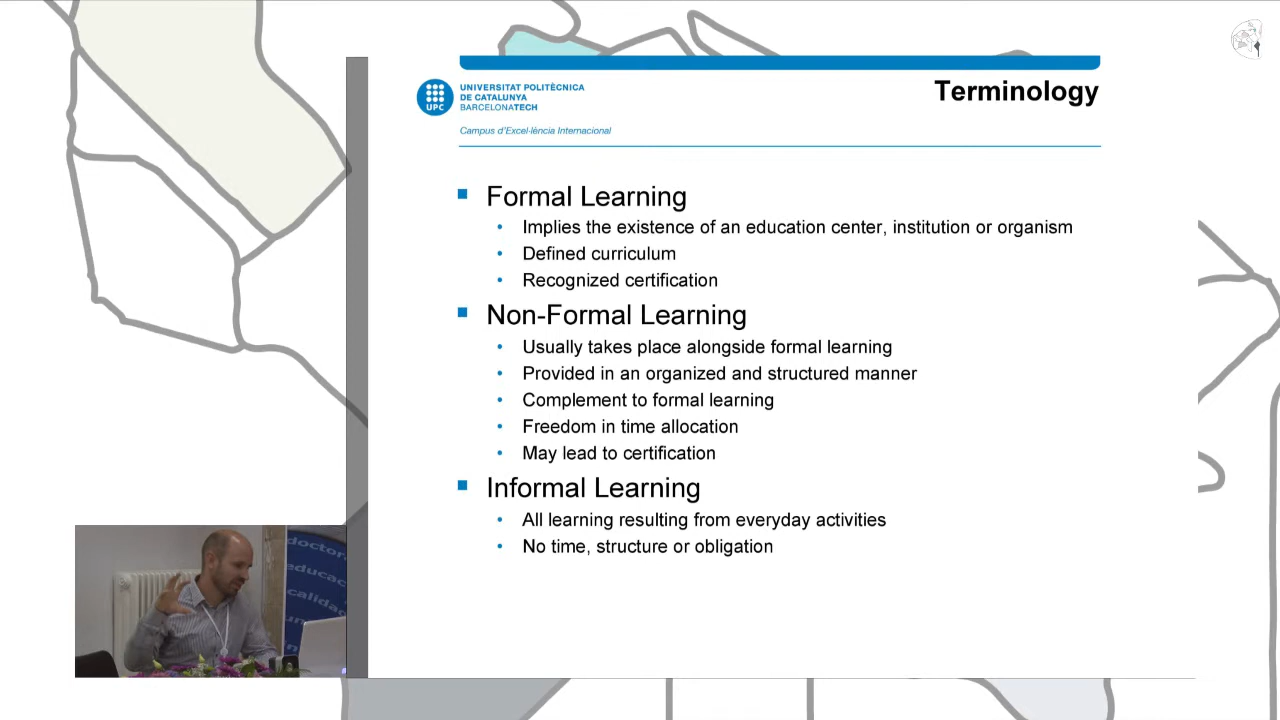 UNIVERSITAT POLITÈCNICA
DE CATALUNYA
BARCELONATECH
UPC
Campus d'Excel·lència Internacional
Terminology
Formal Learning
Implies the existence of an education center, institution or organism
Defined curriculum
Recognized certification
Non-Formal Learning
Usually takes place alongside formal learning
Provided in an organized and structured manner
Complement to formal learning
Freedom in time allocation
May lead to certification
Informal Learning
All learning resulting from everyday activities
No time, structure or obligation
doctor
educac
calidad